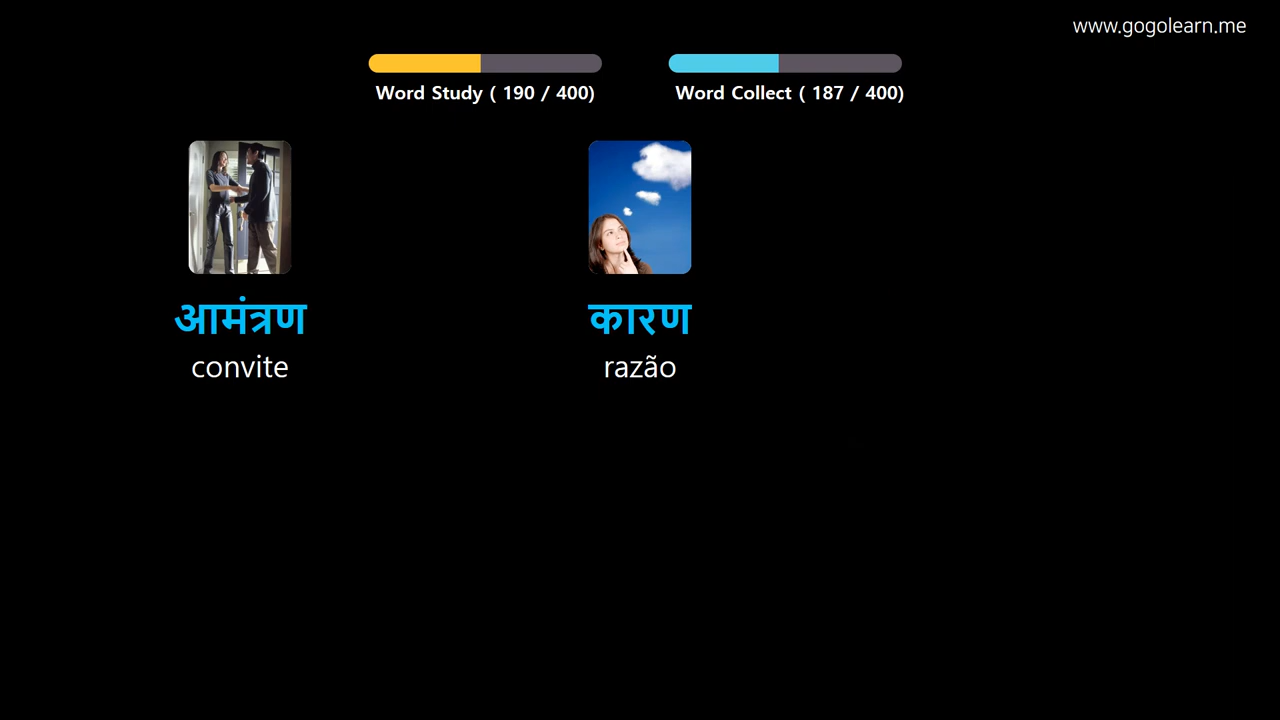 www.gogolearn.me
Word Study ( 190 / 400)
Word Collect ( 187 / 400)
आमंत्रण
convite
कारण
razão